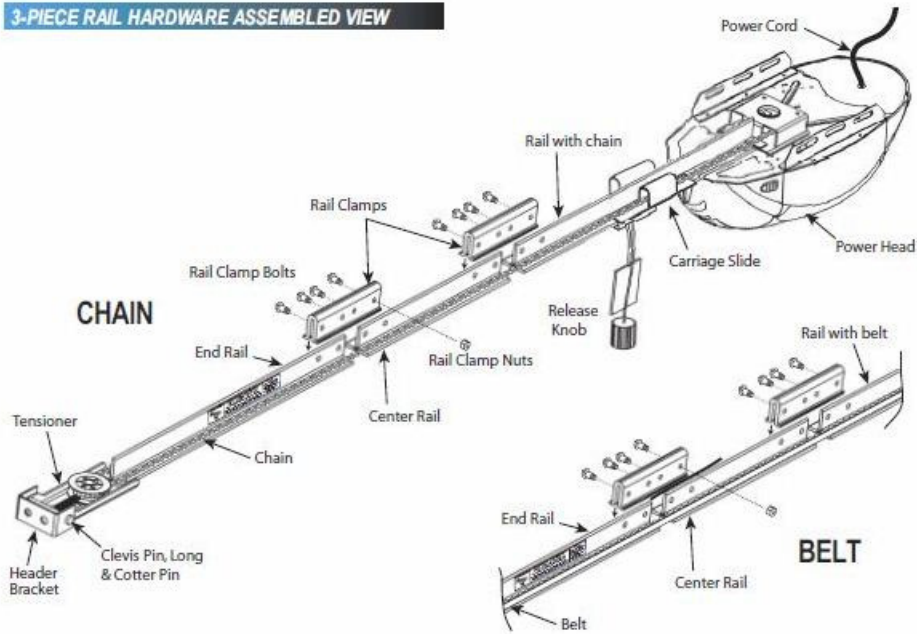 3-PIECE RAIL HARDWARE ASSEMBLED VIEW
Power Cord
Rail with chain
Rail Clamps
Power Head
Carriage Slide
Rail Clamp Bolts
CHAIN
Release
Knob
Rail with belt
End Rail
Rail Clamp Nuts
Center Rail
Tensioner
Chain
End Rail
BELT
Clevis Pin, Long
& Cotter Pin
Header
Bracket
Center Rail
Belt